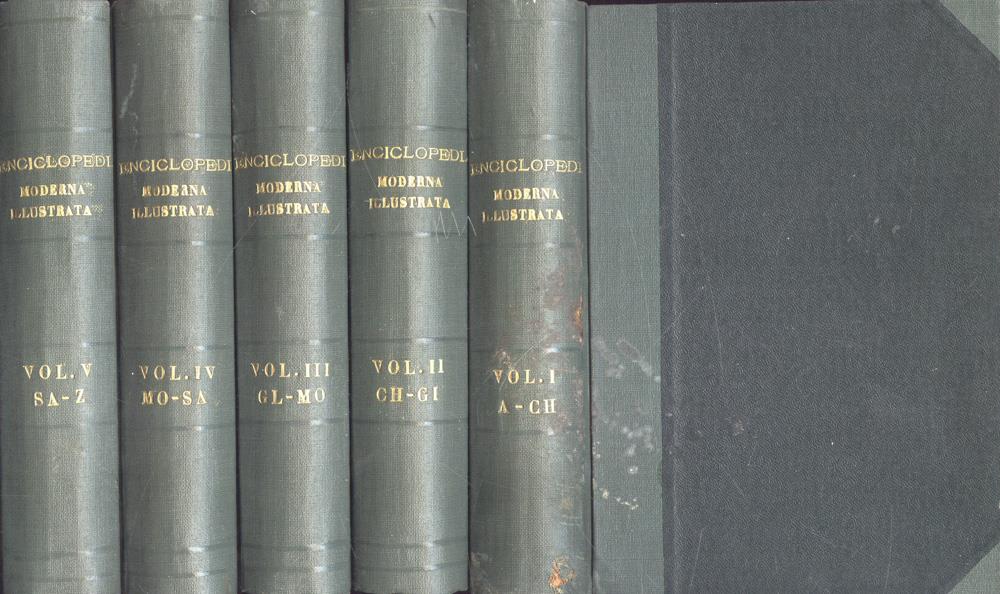 ENCICLOPEDI
MODERNA
ILLUSTRATA
VOL. V
SA-Z
ENCICLOPEDI
MODERNA
ILLUSTRATA
VOL. IV
MO-SA
ENCICLOPEDI
MODERNA
ILLUSTRATA
VOL. III
GL-MO
ENCICLOPEDI
MODERNA
ILLUSTRATA
VOL. II
CH-GI
ENCICLOPEDI
MODERNA
ILLUSTRATA
VOL. I
A-CH